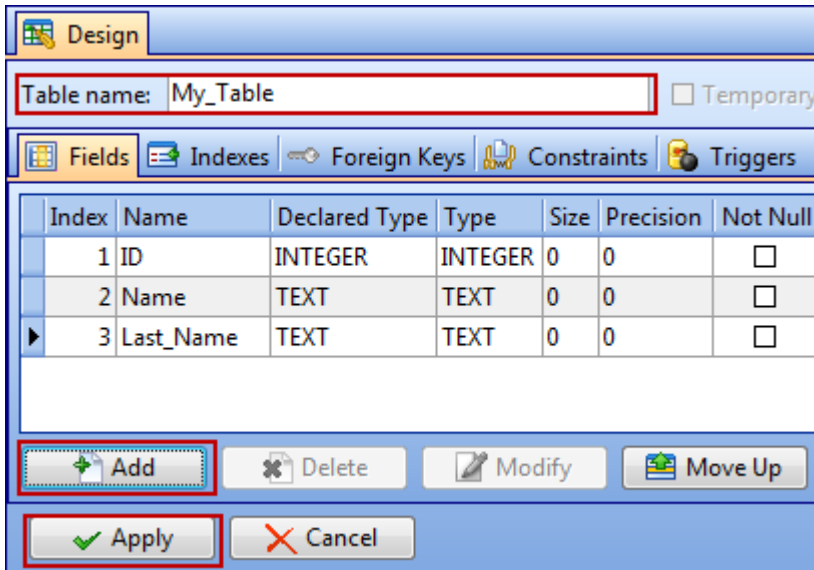 Design
Table name: My_Table Temporary
Fields Indexes Foreign Keys Constraints Triggers
Index Name Declared Type Type Size Precision Not Null
1 ID INTEGER INTEGER 0 0
2 Name TEXT TEXT 0 0
3 Last_Name TEXT TEXT 0 0
Add Delete Modify Move Up
Apply Cancel